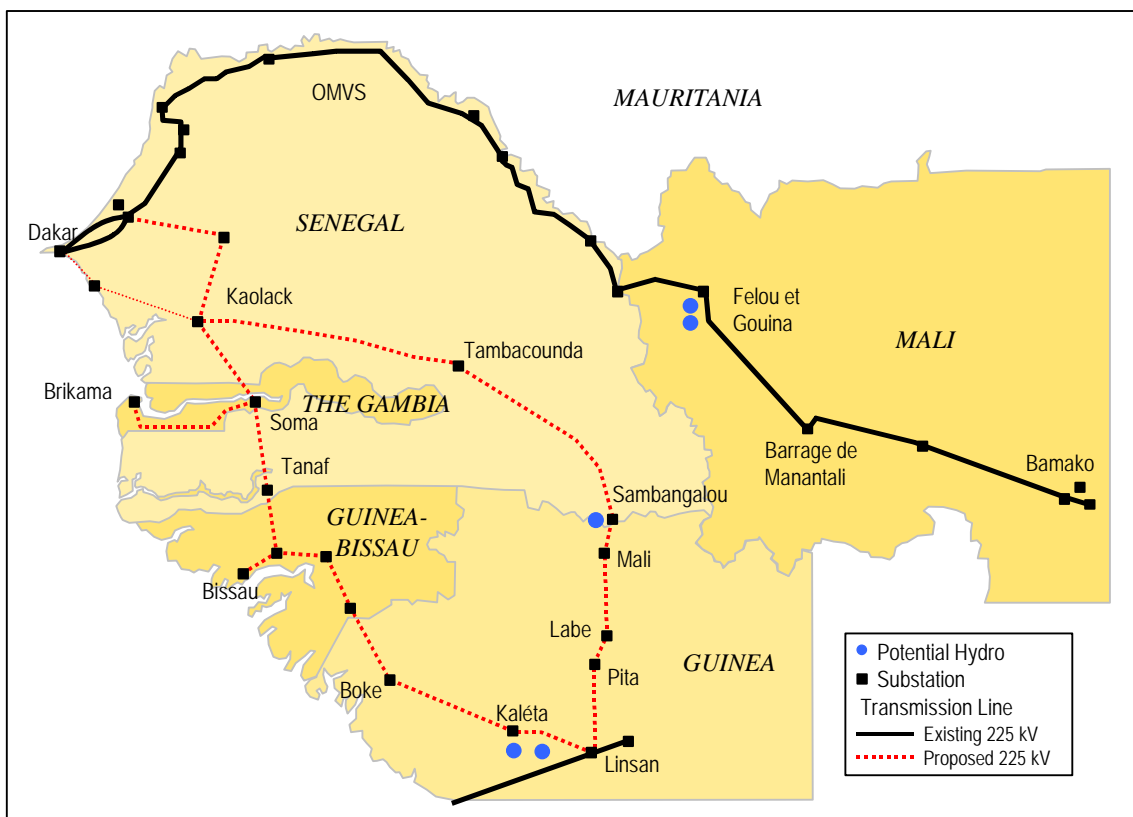 OMVS
MAURITANIA
SENEGAL
Dakar
Kaolack
Felou et
Gouina
MALI
Tambacounda
Brikama
THE GAMBIA
Soma
Barrage de
Manantali
Bamako
Tanaf
Sambangalou
GUINEA-
BISSAU
Mali
Bissau
Labe
GUINEA
Pita
Boke
Kaléta
Linsan
Potential Hydro
Substation
Transmission Line
Existing 225 kV
Proposed 225 kV